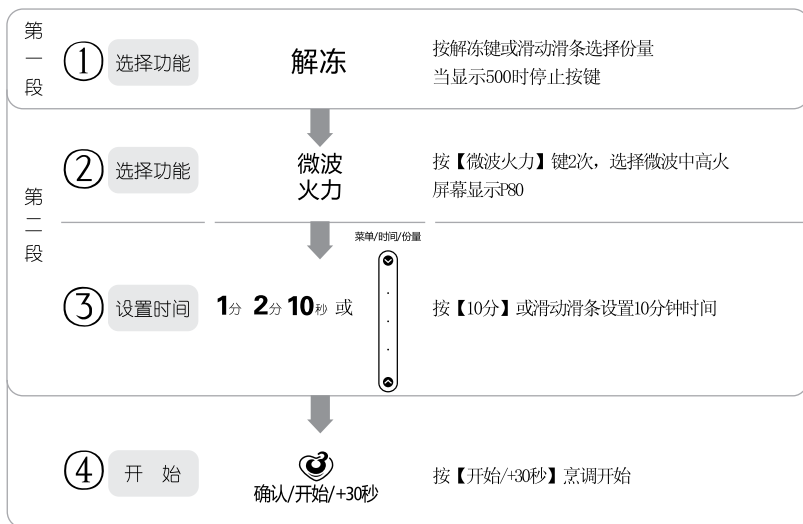 第一段
① 选择功能
解冻
按解冻键或滑动滑条选择份量
当显示500时停止按键
第二段
② 选择功能
微波
火力
按【微波火力】键2次，选择微波中高火
屏幕显示P80
菜单/时间/份量
③ 设置时间
1分 2分 10秒 或
按【10分】或滑动滑条设置10分钟时间
④ 开 始
确认/开始/+30秒
按【开始/+30秒】烹调开始